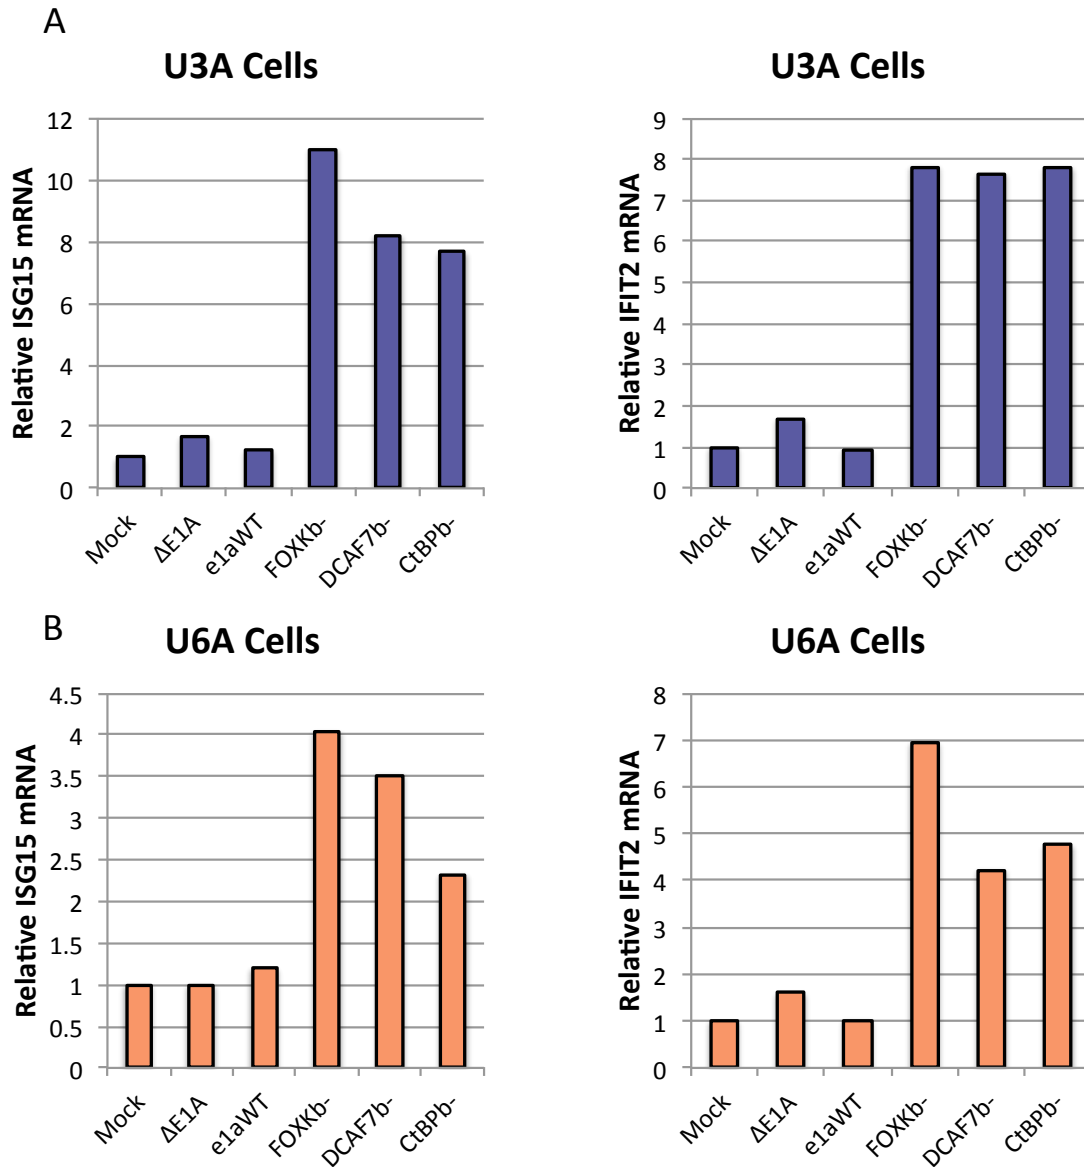 A
U3A Cells
Relative ISG15 mRNA
12
10
8
6
4
2
0
Mock
ΔE1A
e1aWT
FOXKb-
DCAF7b-
CtBPb-
U3A Cells
Relative IFIT2 mRNA
9
8
7
6
5
4
3
2
1
0
Mock
ΔE1A
e1aWT
FOXKb-
DCAF7b-
CtBPb-
B
U6A Cells
Relative ISG15 mRNA
4.5
4
3.5
3
2.5
2
1.5
1
0.5
0
Mock
ΔE1A
e1aWT
FOXKb-
DCAF7b-
CtBPb-
U6A Cells
Relative IFIT2 mRNA
8
7
6
5
4
3
2
1
0
Mock
ΔE1A
e1aWT
FOXKb-
DCAF7b-
CtBPb-